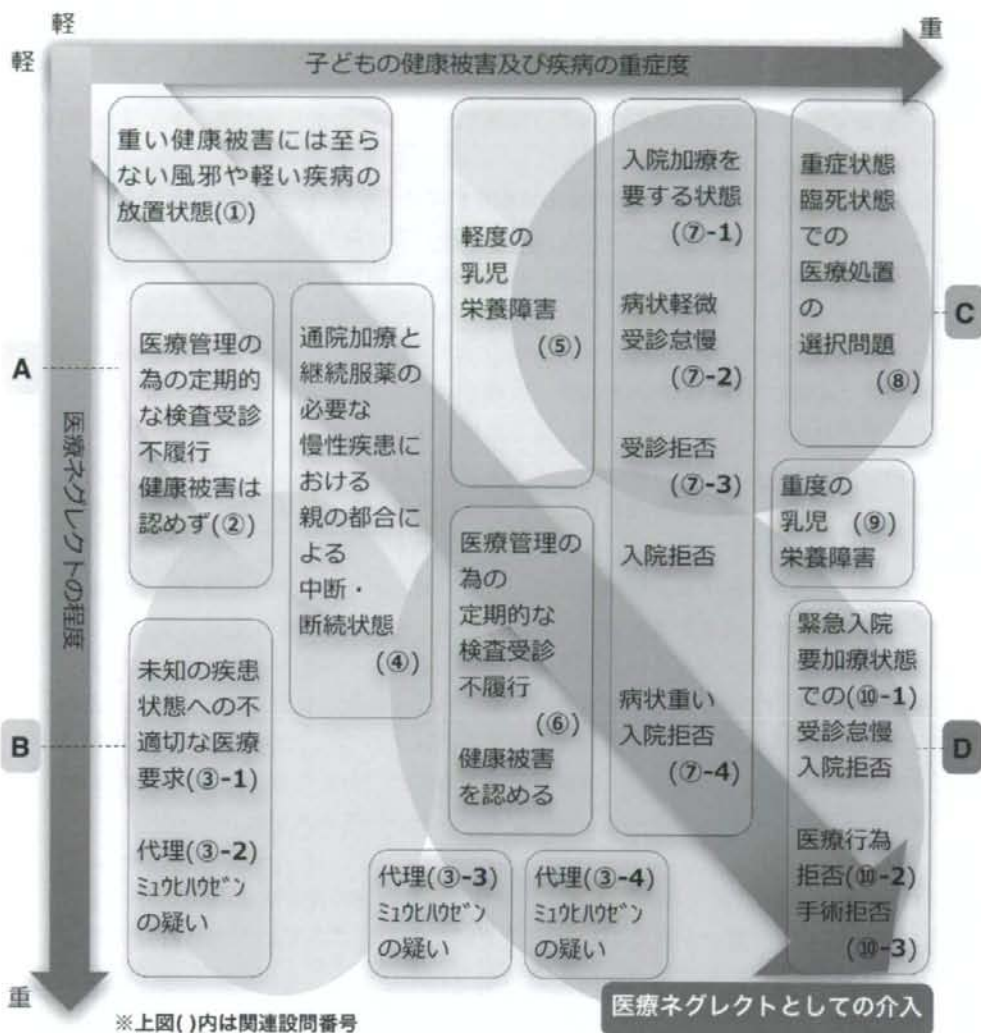 軽
重
軽
子どもの健康被害及び疾病の重症度
重い健康被害には至ら
ない風邪や軽い疾病の
放置状態(①)
A
医療管理の
為の定期的
な検査受診
不履行
健康被害は
認めず(②)
通院加療と
継続服薬の
必要な
慢性疾患に
おける
親の都合に
よる
中断・
断続状態
(④)
軽度の
乳児
栄養障害
(⑤)
入院加療を
要する状態
(⑦-1)
病状軽微
受診怠慢
(⑦-2)
受診拒否
(⑦-3)
入院拒否
病状重い
入院拒否
(⑦-4)
重症状態
臨死状態
での
医療処置
の
選択問題
(⑧)
C
医療ネグレクトの程度
医療管理の
為の
定期的な
検査受診
不履行
(⑥)
健康被害
を認める
重度の
乳児 (⑨)
栄養障害
B
未知の疾患
状態への不
適切な医療
要求(③-1)
代理(③-2)
ﾐｭｳﾋﾊｳｾﾞﾝ
の疑い
代理(③-3)
ﾐｭｳﾋﾊｳｾﾞﾝ
の疑い
代理(③-4)
ﾐｭｳﾋﾊｳｾﾞﾝ
の疑い
緊急入院
要加療状態
での(⑩-1)
受診怠慢
入院拒否
医療行為
拒否(⑩-2)
手術拒否
(⑩-3)
D
重
※上図( )内は関連設問番号
医療ネグレクトとしての介入